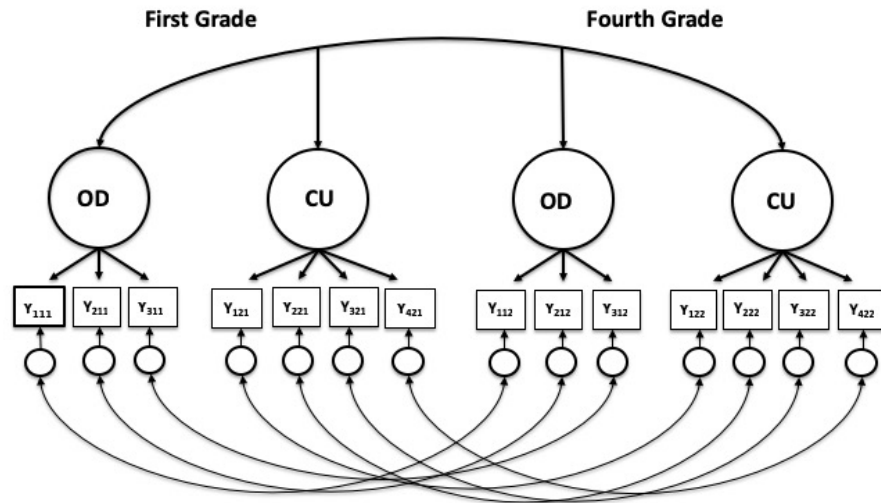 First Grade Fourth Grade
OD CU OD CU
Y₁₁₁ Y₂₁₁ Y₃₁₁ Y₁₂₁ Y₂₂₁ Y₃₂₁ Y₄₂₁ Y₁₁₂ Y₂₁₂ Y₃₁₂ Y₁₂₂ Y₂₂₂ Y₃₂₂ Y₄₂₂